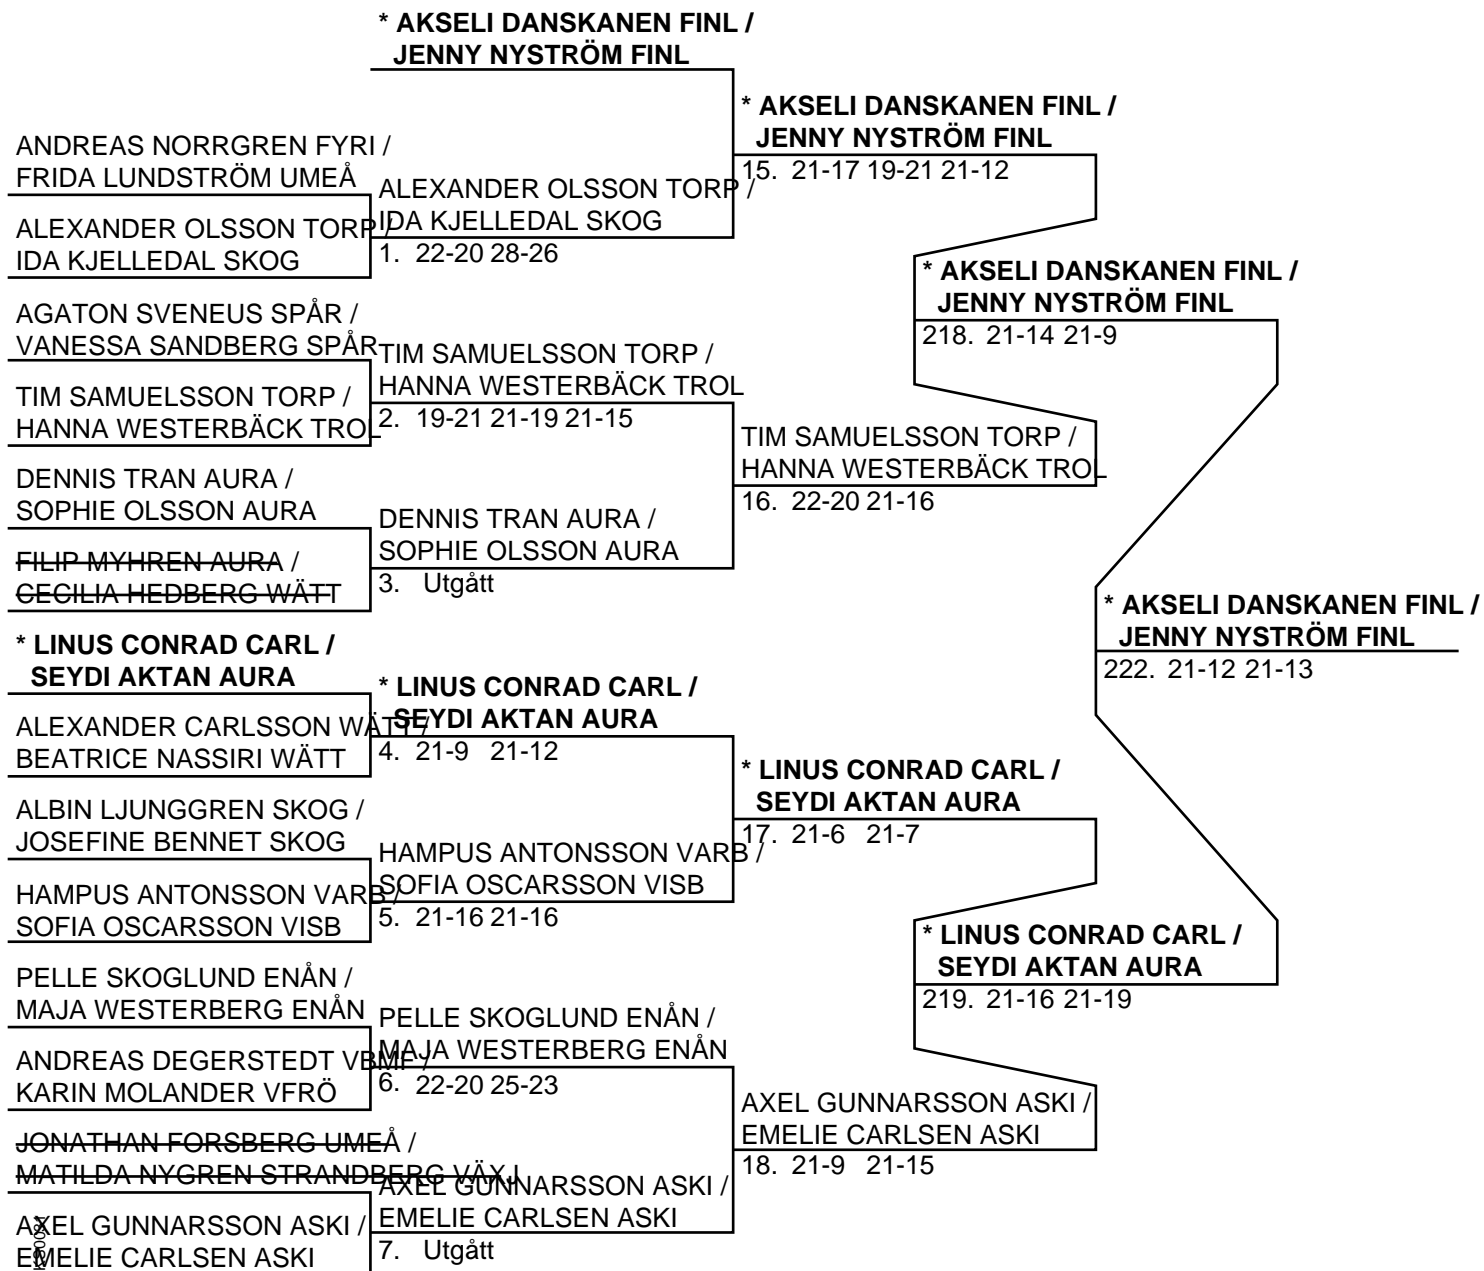 * AKSELI DANSKANEN FINL /
JENNY NYSTRÖM FINL
* AKSELI DANSKANEN FINL /
JENNY NYSTRÖM FINL
15. 21-17 19-21 21-12
ANDREAS NORRGREN FYRI /
FRIDA LUNDSTRÖM UMEÅ
ALEXANDER OLSSON TORP /
IDA KJELLEDAL SKOG
1. 22-20 28-26
ALEXANDER OLSSON TORP /
IDA KJELLEDAL SKOG
* AKSELI DANSKANEN FINL /
JENNY NYSTRÖM FINL
218. 21-14 21-9
AGATON SVENEUS SPÅR /
VANESSA SANDBERG SPÅR
TIM SAMUELSSON TORP /
HANNA WESTERBÄCK TROL
2. 19-21 21-19 21-15
TIM SAMUELSSON TORP /
HANNA WESTERBÄCK TROL
TIM SAMUELSSON TORP /
HANNA WESTERBÄCK TROL
16. 22-20 21-16
DENNIS TRAN AURA /
SOPHIE OLSSON AURA
DENNIS TRAN AURA /
SOPHIE OLSSON AURA
3. Utgått
FILIP MYHREN AURA /
CECILIA HEDBERG WÄTT
* AKSELI DANSKANEN FINL /
JENNY NYSTRÖM FINL
222. 21-12 21-13
* LINUS CONRAD CARL /
SEYDI AKTAN AURA
* LINUS CONRAD CARL /
SEYDI AKTAN AURA
4. 21-9 21-12
ALEXANDER CARLSSON WÄTT /
BEATRICE NASSIRI WÄTT
* LINUS CONRAD CARL /
SEYDI AKTAN AURA
17. 21-6 21-7
ALBIN LJUNGGREN SKOG /
JOSEFINE BENNET SKOG
HAMPUS ANTONSSON VARB /
SOFIA OSCARSSON VISB
5. 21-16 21-16
HAMPUS ANTONSSON VARB /
SOFIA OSCARSSON VISB
* LINUS CONRAD CARL /
SEYDI AKTAN AURA
219. 21-16 21-19
PELLE SKOGLUND ENÅN /
MAJA WESTERBERG ENÅN
PELLE SKOGLUND ENÅN /
MAJA WESTERBERG ENÅN
6. 22-20 25-23
ANDREAS DEGERSTEDT VBMF /
KARIN MOLANDER VFRÖ
AXEL GUNNARSSON ASKI /
EMELIE CARLSEN ASKI
18. 21-9 21-15
JONATHAN FORSBERG UMEÅ /
MATILDA NYGREN STRANDBERG VÄXJ
AXEL GUNNARSSON ASKI /
EMELIE CARLSEN ASKI
7. Utgått
AXEL GUNNARSSON ASKI /
EMELIE CARLSEN ASKI